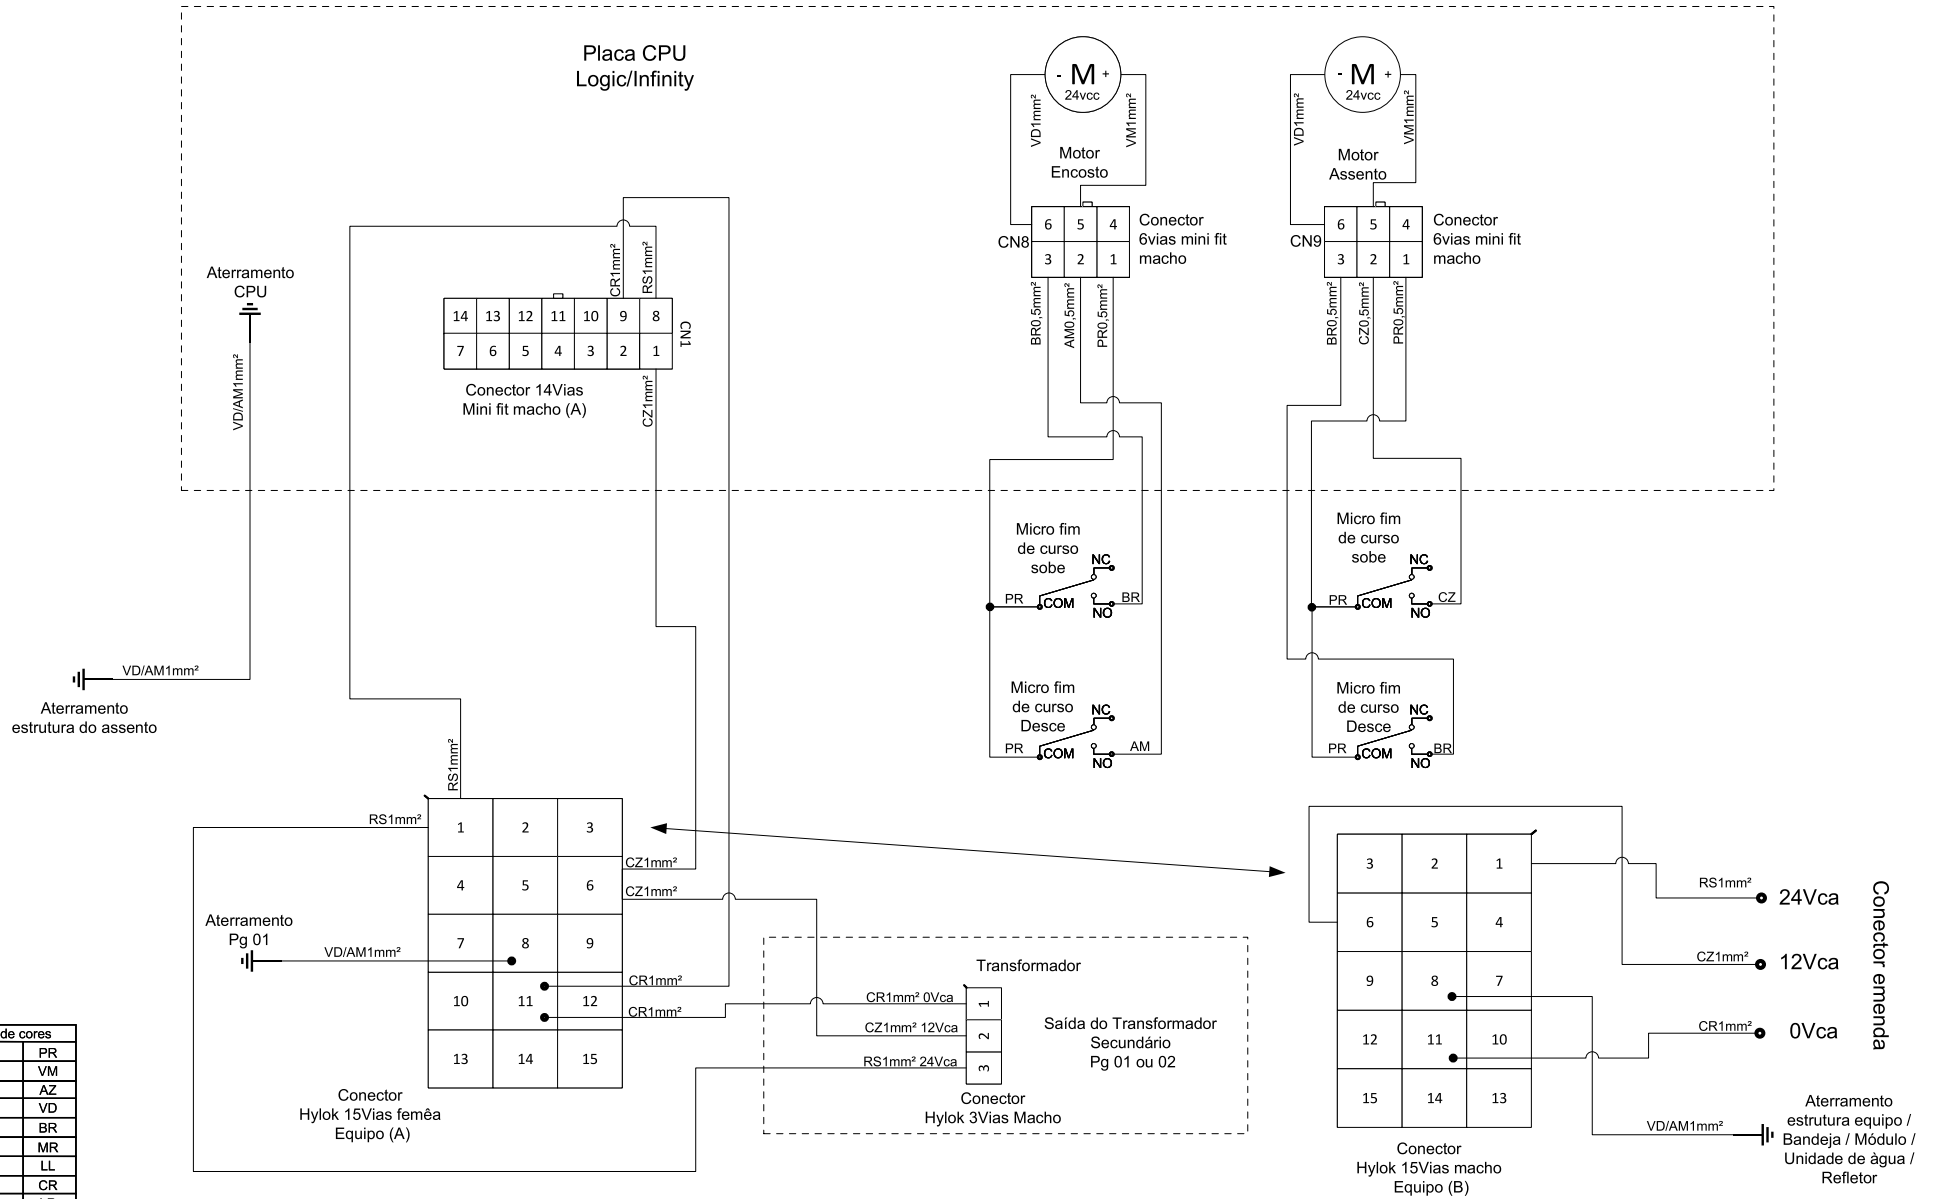 Placa CPU
Logic/Infinity
- M +
24vcc
VD1mm²
VM1mm²
Motor
Encosto
6 5 4
3 2 1
CN8
Conector
6vias mini fit
macho
- M +
24vcc
VD1mm²
VM1mm²
Motor
Assento
6 5 4
3 2 1
CN9
Conector
6vias mini fit
macho
BR0,5mm²
AM0,5mm²
PR0,5mm²
BR0,5mm²
CZ0,5mm²
PR0,5mm²
Aterramento
CPU
VD/AM1mm²
CR1mm²
RS1mm²
14 13 12 11 10 9 8
7 6 5 4 3 2 1
CN1
Conector 14Vias
Mini fit macho (A)
CZ1mm²
Micro fim
de curso
sobe
NC
PR
COM
NO
BR
Micro fim
de curso
sobe
NC
PR
COM
NO
CZ
Micro fim
de curso
Desce
NC
PR
COM
NO
AM
Micro fim
de curso
Desce
NC
PR
COM
NO
BR
VD/AM1mm²
Aterramento
estrutura do assento
RS1mm²
RS1mm²
1 2 3
4 5 6
7 8 9
10 11 12
13 14 15
CZ1mm²
CZ1mm²
Aterramento
Pg 01
VD/AM1mm²
CR1mm²
CR1mm²
Conector
Hylok 15Vias femêa
Equipo (A)
Transformador
CR1mm² 0Vca
CZ1mm² 12Vca
RS1mm² 24Vca
1
2
3
Saída do Transformador
Secundário
Pg 01 ou 02
Conector
Hylok 3Vias Macho
3 2 1
6 5 4
9 8 7
12 11 10
15 14 13
Conector
Hylok 15Vias macho
Equipo (B)
RS1mm²
24Vca
CZ1mm²
12Vca
CR1mm²
0Vca
Conector emenda
VD/AM1mm²
Aterramento
estrutura equipo /
Bandeja / Módulo /
Unidade de àgua /
Refletor
de cores
PR
VM
AZ
VD
BR
MR
LL
CR